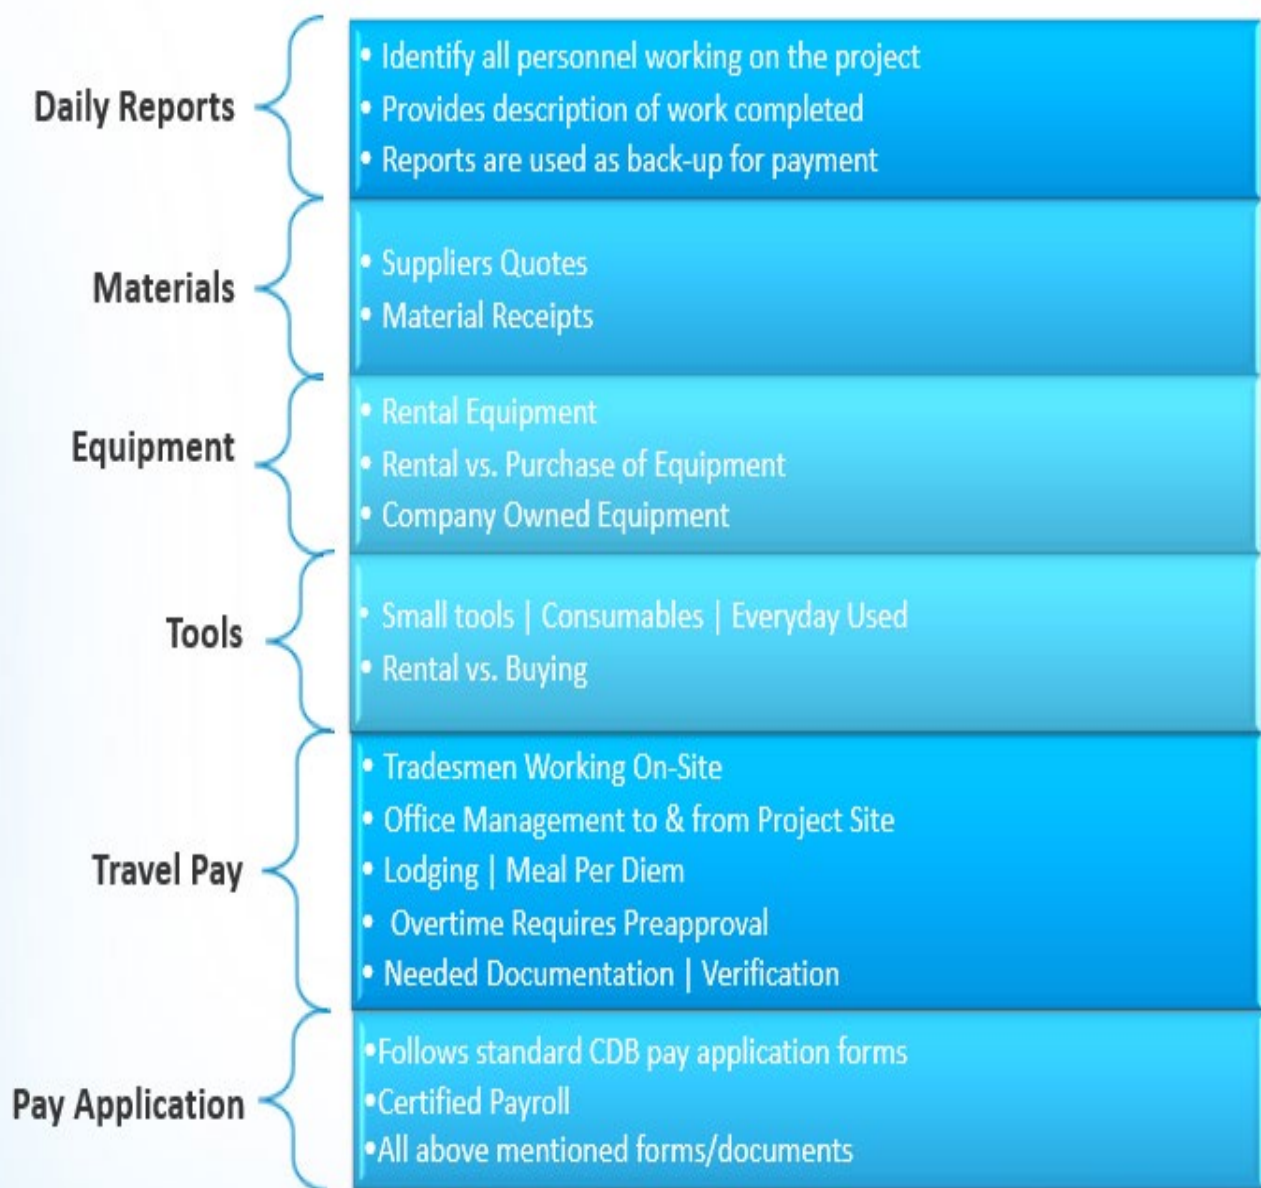 Daily Reports
• Identify all personnel working on the project
• Provides description of work completed
• Reports are used as back-up for payment
Materials
• Suppliers Quotes
• Material Receipts
Equipment
• Rental Equipment
• Rental vs. Purchase of Equipment
• Company Owned Equipment
Tools
• Small tools | Consumables | Everyday Used
• Rental vs. Buying
Travel Pay
• Tradesmen Working On-Site
• Office Management to & from Project Site
• Lodging | Meal Per Diem
• Overtime Requires Preapproval
• Needed Documentation | Verification
Pay Application
•Follows standard CDB pay application forms
•Certified Payroll
•All above mentioned forms/documents